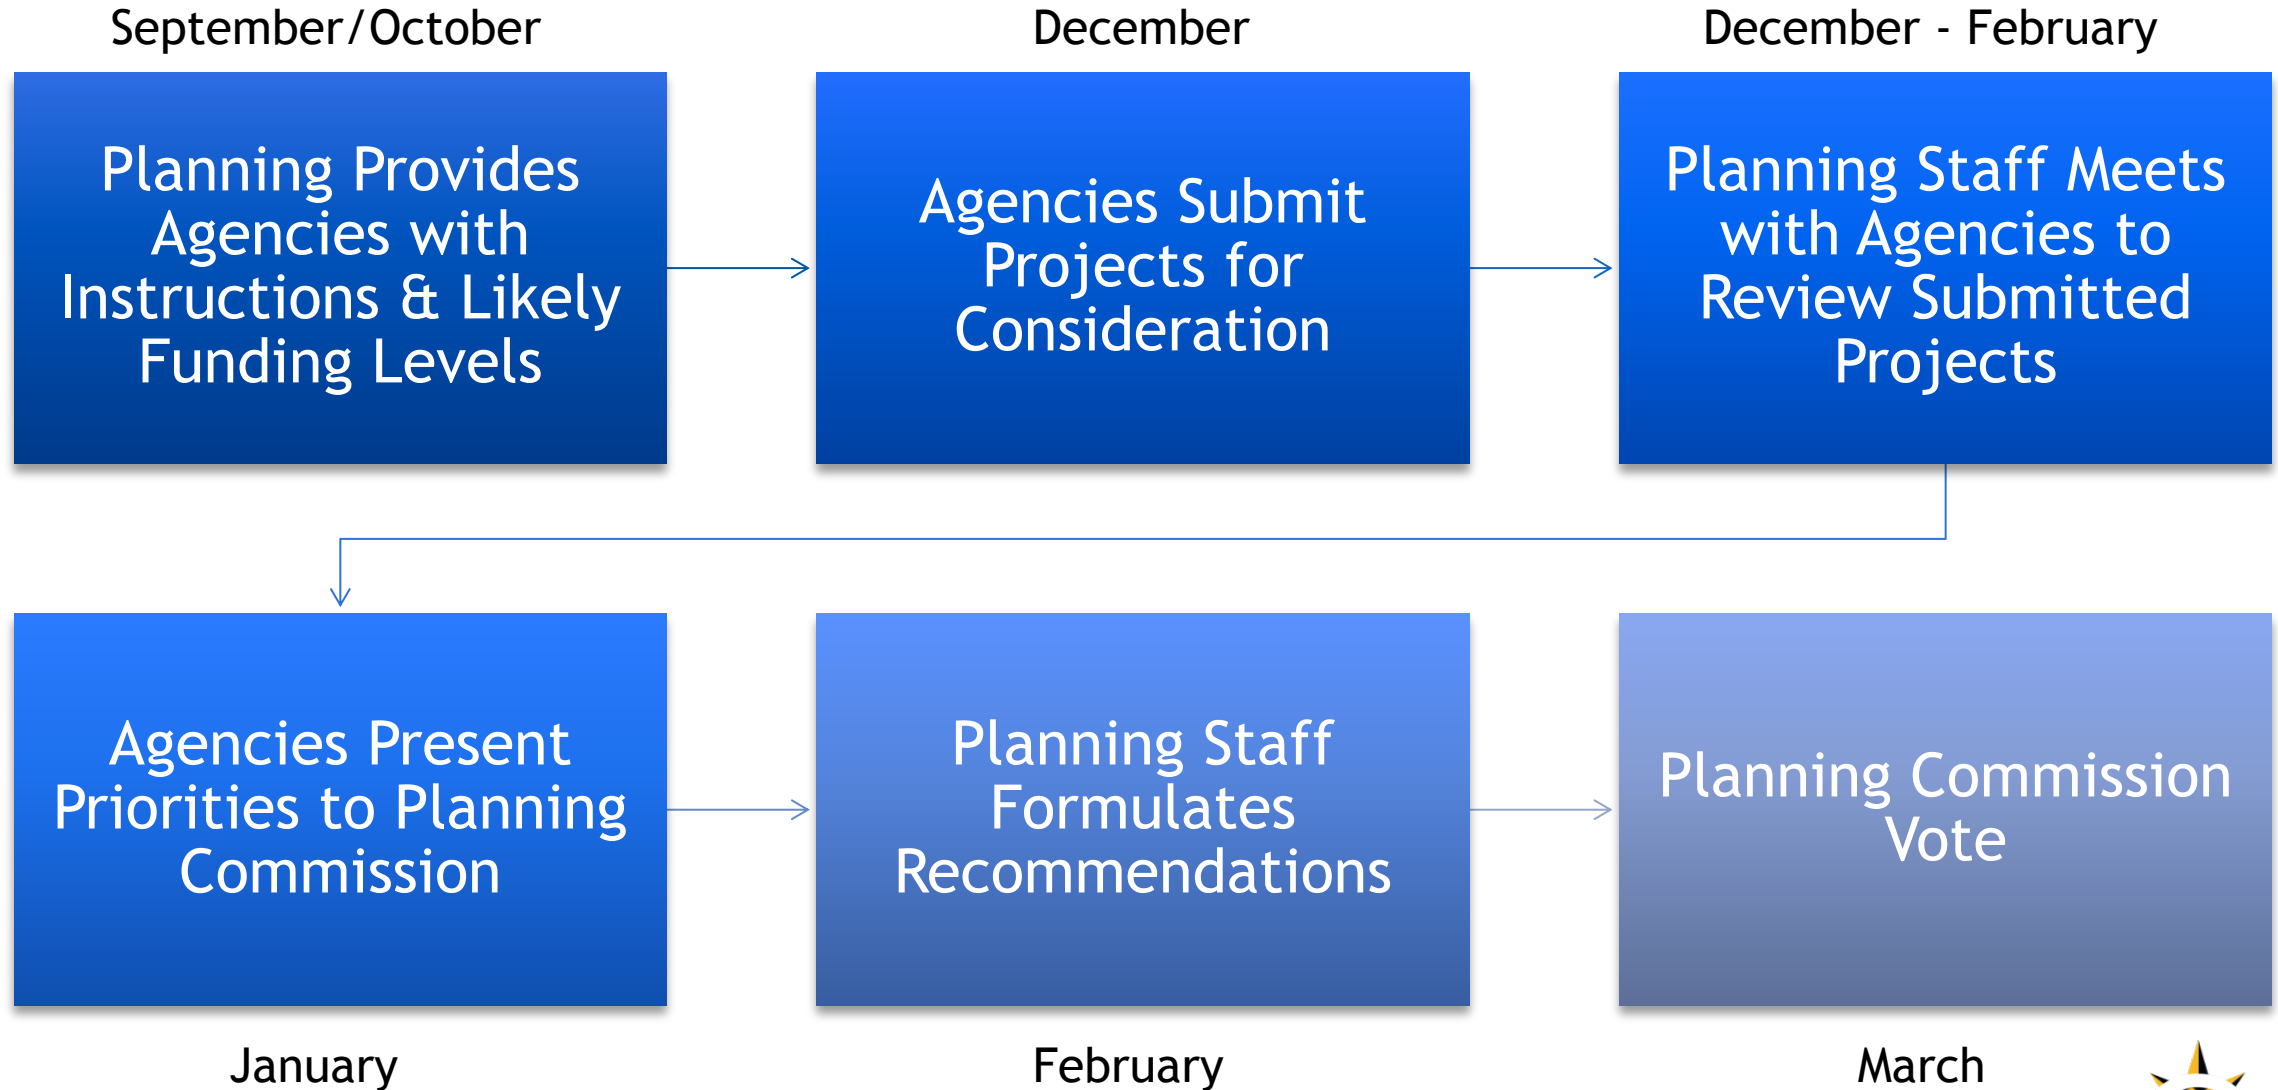 September/October
December
December - February
Planning Provides
Agencies with
Instructions & Likely
Funding Levels
Agencies Submit
Projects for
Consideration
Planning Staff Meets
with Agencies to
Review Submitted
Projects
Agencies Present
Priorities to Planning
Commission
Planning Staff
Formulates
Recommendations
Planning Commission
Vote
January
February
March